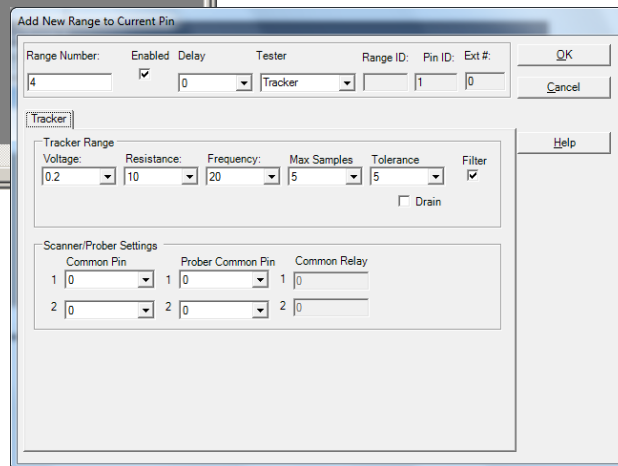 Add New Range to Current Pin
Range Number: Enabled Delay Tester Range ID: Pin ID: Ext #:
4 0 Tracker 1 0
OK
Cancel
Help
Tracker
Tracker Range
Voltage: Resistance: Frequency: Max Samples Tolerance Filter
0.2 10 20 5 5
Drain
Scanner/Prober Settings
Common Pin Prober Common Pin Common Relay
1 0 1 0 1 0
2 0 2 0 2 0